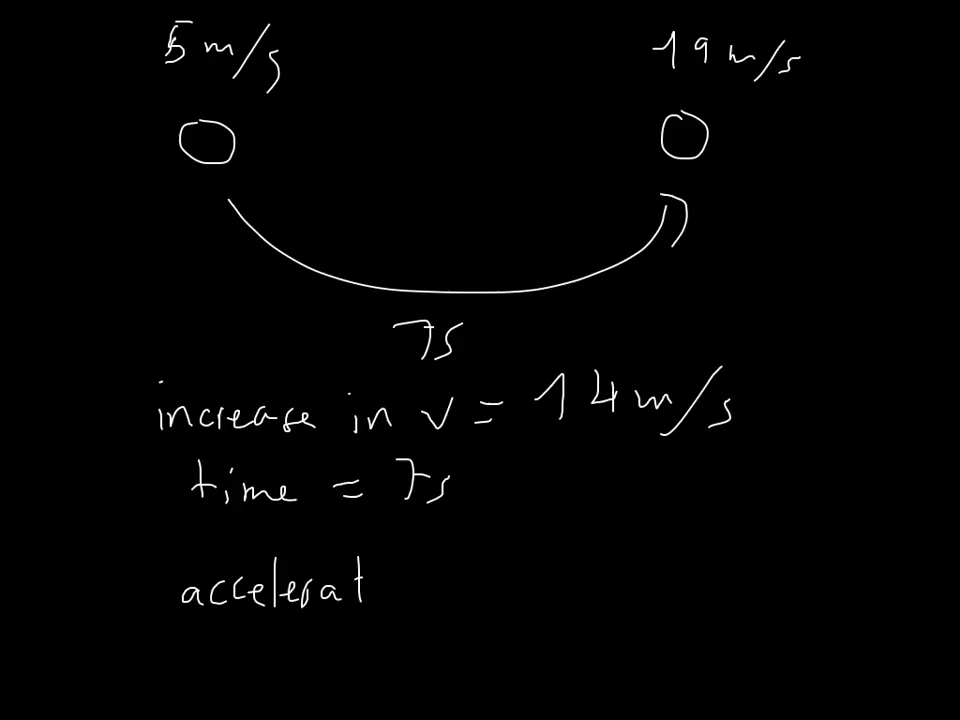 5 m/s 19 m/s
7s
increase in v = 14 m/s
time = 7s
accelerat